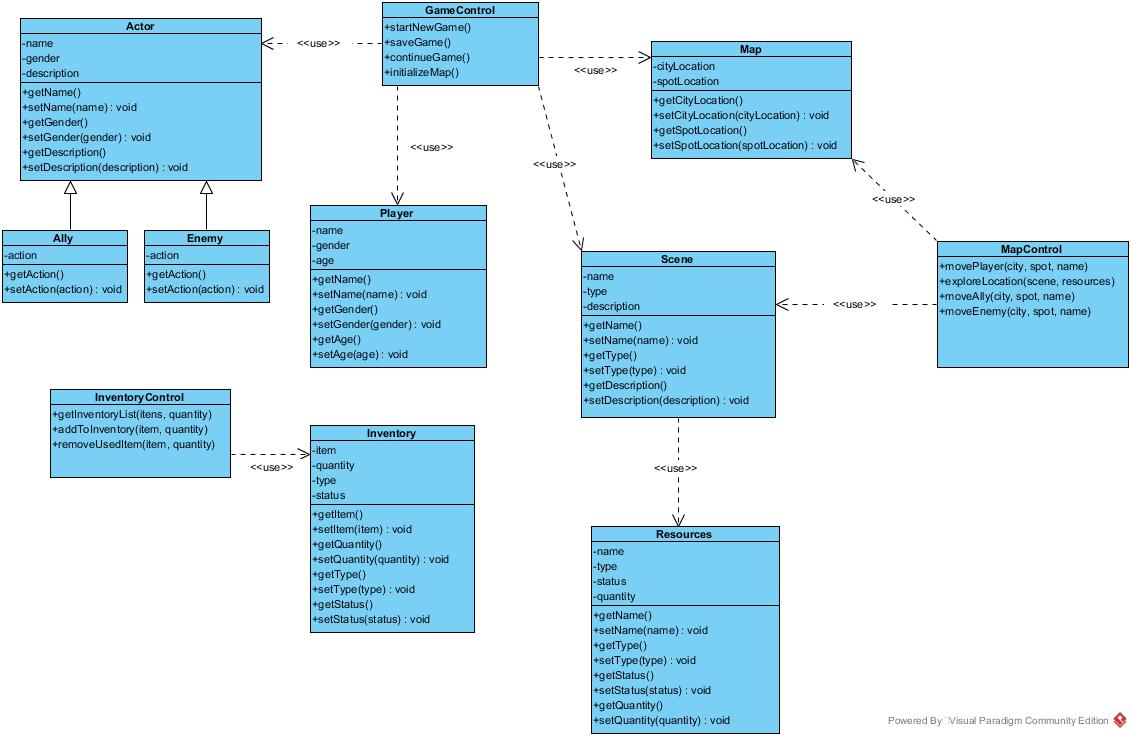 GameControl
+startNewGame()
+saveGame()
+continueGame()
+initializeMap()
Actor
-name
-gender
-description
+getName()
+setName(name) : void
+getGender()
+setGender(gender) : void
+getDescription()
+setDescription(description) : void
<<use>>
<<use>>
Map
-cityLocation
-spotLocation
+getCityLocation()
+setCityLocation(cityLocation) : void
+getSpotLocation()
+setSpotLocation(spotLocation) : void
<<use>>
<<use>>
<<use>>
Ally
-action
+getAction()
+setAction(action) : void
Enemy
-action
+getAction()
+setAction(action) : void
Player
-name
-gender
-age
+getName()
+setName(name) : void
+getGender()
+setGender(gender) : void
+getAge()
+setAge(age) : void
Scene
-name
-type
-description
+getName()
+setName(name) : void
+getType()
+setType(type) : void
+getDescription()
+setDescription(description) : void
<<use>>
MapControl
+movePlayer(city, spot, name)
+exploreLocation(scene, resources)
+moveAlly(city, spot, name)
+moveEnemy(city, spot, name)
InventoryControl
+getInventoryList(itens, quantity)
+addToInventory(item, quantity)
+removeUsedItem(item, quantity)
<<use>>
Inventory
-item
-quantity
-type
-status
+getItem()
+setItem(item) : void
+getQuantity()
+setQuantity(quantity) : void
+getType()
+setType(type) : void
+getStatus()
+setStatus(status) : void
<<use>>
Resources
-name
-type
-status
-quantity
+getName()
+setName(name) : void
+getType()
+setType(type) : void
+getStatus()
+setStatus(status) : void
+getQuantity()
+setQuantity(quantity) : void
Powered By Visual Paradigm Community Edition